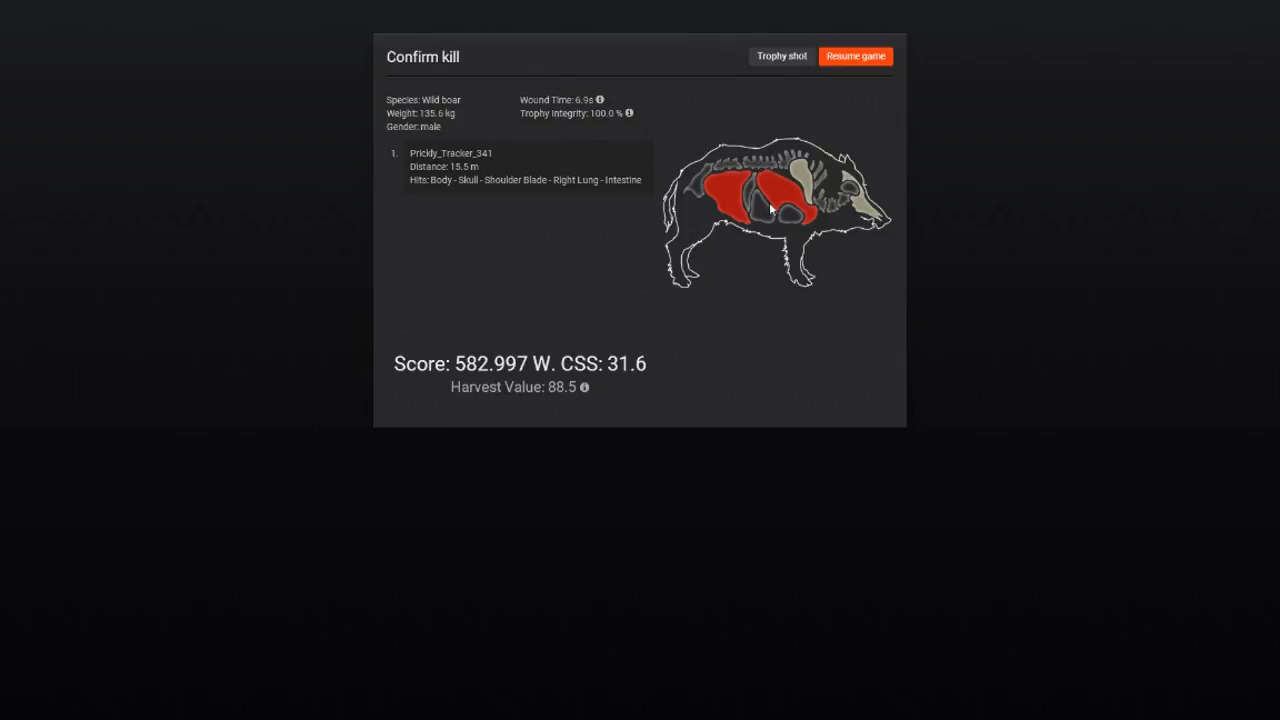 Confirm kill
Trophy shot
Resume game
Species: Wild boar
Weight: 135.6 kg
Gender: male
Wound Time: 6.9s
Trophy Integrity: 100.0 %
1.
Prickly_Tracker_341
Distance: 15.5 m
Hits: Body - Skull - Shoulder Blade - Right Lung - Intestine
Score: 582.997 W. CSS: 31.6
Harvest Value: 88.5